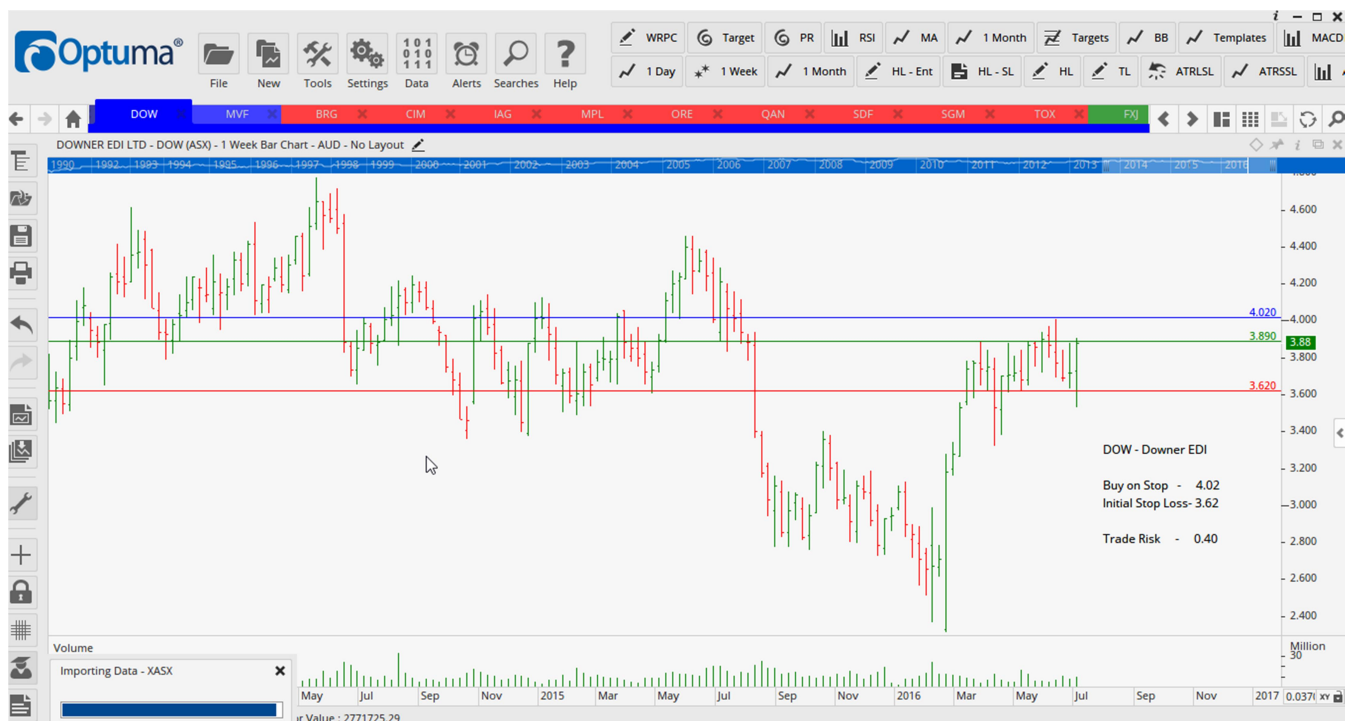 Optuma®
File
New
Tools
Settings
Data
Alerts
Searches
Help
WRPC Target PR RSI MA 1 Month Targets BB Templates MACD
1 Day 1 Week 1 Month HL - Ent HL - SL HL TL ATRLSL ATRSSL
DOW MVF BRG CIM IAG MPL ORE QAN SDF SGM TOX FXJ
DOWNER EDI LTD - DOW (ASX) - 1 Week Bar Chart - AUD - No Layout
1990 1992 1993 1994 1995 1996 1997 1998 1999 2000 2001 2002 2003 2004 2005 2006 2007 2008 2009 2010 2011 2012 2013 2014 2015 2016
4.600
4.400
4.200
4.020
4.000
3.890
3.88
3.800
3.620
3.600
3.400
DOW - Downer EDI
3.200
Buy on Stop - 4.02
3.000
Initial Stop Loss- 3.62
Trade Risk - 0.40
2.800
2.600
2.400
Volume
Million
30
Importing Data - XASX
May Jul Sep Nov 2015 Mar May Jul Sep Nov 2016 Mar May Jul Sep Nov 2017
XY
Value : 2771725.29